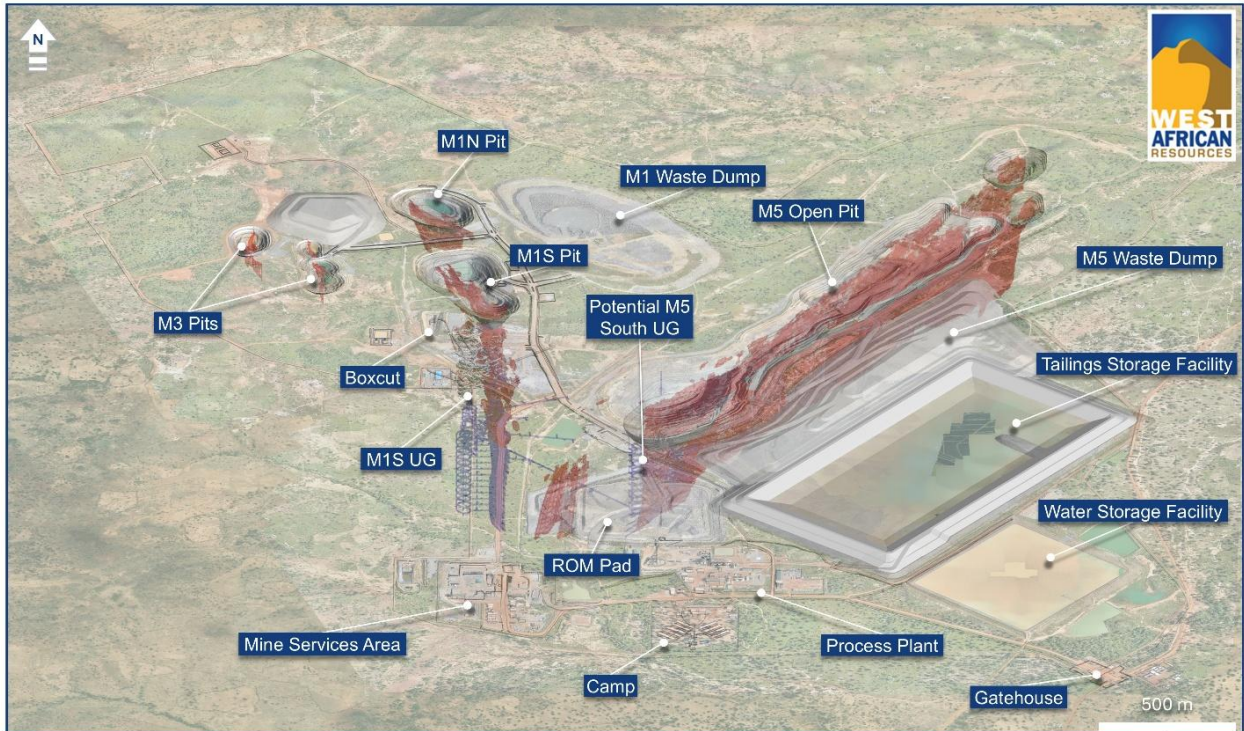 N
WEST
AFRICAN
RESOURCES
M1N Pit
M1 Waste Dump
M5 Open Pit
M1S Pit
M5 Waste Dump
Potential M5
South UG
M3 Pits
Boxcut
Tailings Storage Facility
M1S UG
Water Storage Facility
ROM Pad
Mine Services Area
Process Plant
Camp
Gatehouse
500 m